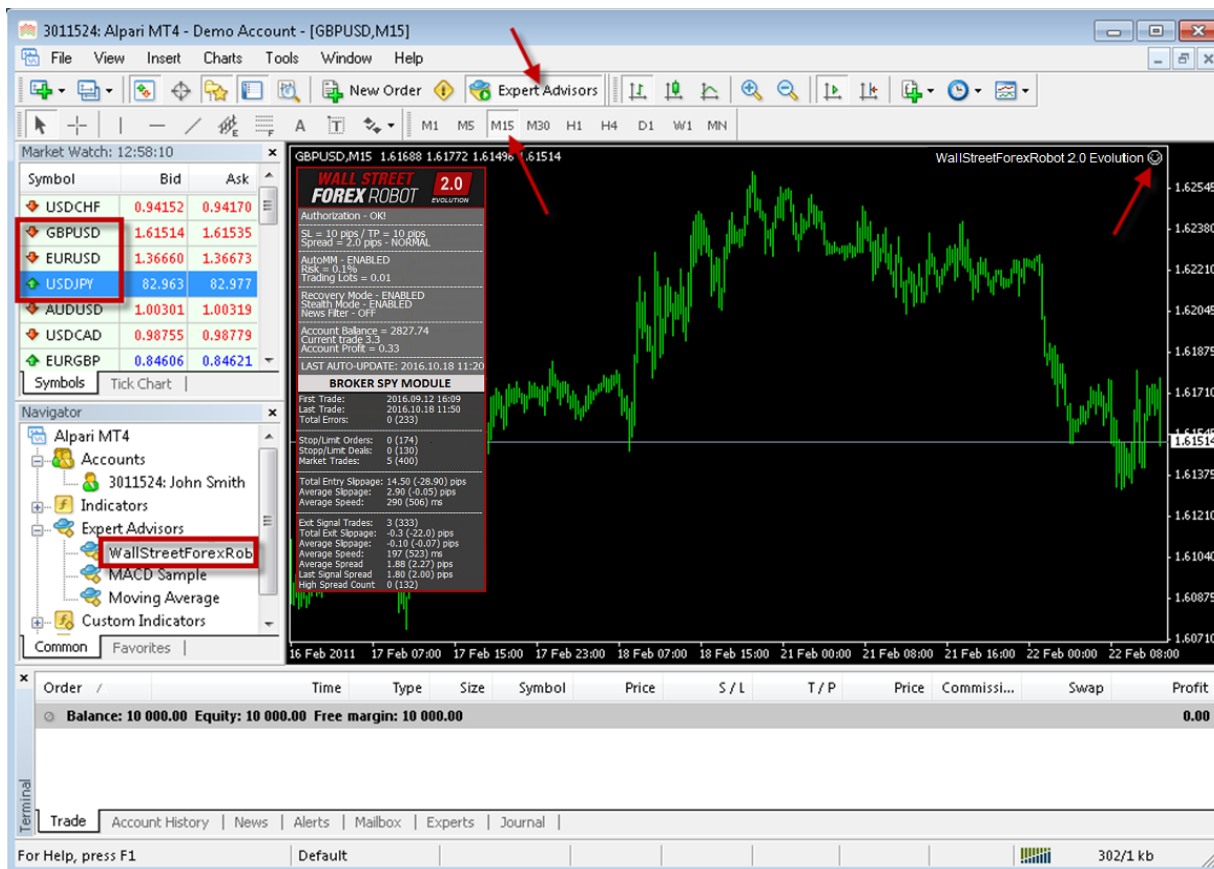 3011524: Alpari MT4 - Demo Account - [GBPUSD,M15]
File View Insert Charts Tools Window Help
New Order Expert Advisors
A T M1 M5 M15 M30 H1 H4 D1 W1 MN
Market Watch: 12:58:10
Symbol Bid Ask
USDCHF 0.94152 0.94170
GBPUSD 1.61514 1.61535
EURUSD 1.36660 1.36673
USDJPY 82.963 82.977
AUDUSD 1.00301 1.00319
USDCAD 0.98755 0.98779
EURGBP 0.84606 0.84621
Symbols Tick Chart
Navigator
Alpari MT4
Accounts
3011524: John Smith
Indicators
Expert Advisors
WallStreetForexRob
MACD Sample
Moving Average
Custom Indicators
Common Favorites
GBPUSD,M15 1.61688 1.61772 1.61496 1.61514
WallStreetForexRobot 2.0 Evolution
WALL STREET
FOREX ROBOT
2.0
EVOLUTION
Authorization - OK!
SL = 10 pips / TP = 10 pips
Spread = 2.0 pips - NORMAL
AutoMM - ENABLED
Risk = 0.1%
Trading Lots = 0.01
Recovery Mode - ENABLED
Stealth Mode - ENABLED
News Filter - OFF
Account Balance = 2827.74
Current trade 3.3
Account Profit = 0.33
LAST AUTO-UPDATE: 2016.10.18 11:20
BROKER SPY MODULE
First Trade: 2016.09.12 16:09
Last Trade: 2016.10.18 11:50
Total Errors: 0 (233)
Stop/Limit Orders: 0 (174)
Stopp/Limit Deals: 0 (130)
Market Trades: 5 (400)
Total Entry Slippage: 14.50 (-28.90) pips
Average Slippage: 2.90 (-0.05) pips
Average Speed: 290 (506) ms
Exit Signal Trades: 3 (333)
Total Exit Slippage: -0.3 (-22.0) pips
Average Slippage: -0.10 (-0.07) pips
Average Speed: 197 (523) ms
Average Spread 1.88 (2.27) pips
Last Signal Spread 1.80 (2.00) pips
High Spread Count 0 (132)
1.62545
1.62380
1.62210
1.62045
1.61875
1.61710
1.61545
1.61514
1.61375
1.61210
1.61040
1.60875
1.60710
16 Feb 2011 17 Feb 07:00 17 Feb 15:00 17 Feb 23:00 18 Feb 07:00 18 Feb 15:00 21 Feb 00:00 21 Feb 08:00 21 Feb 16:00 22 Feb 00:00 22 Feb 08:00
Order Time Type Size Symbol Price S / L T / P Price Commissi... Swap Profit
Balance: 10 000.00 Equity: 10 000.00 Free margin: 10 000.00 0.00
Terminal
Trade Account History News Alerts Mailbox Experts Journal
For Help, press F1 Default 302/1 kb